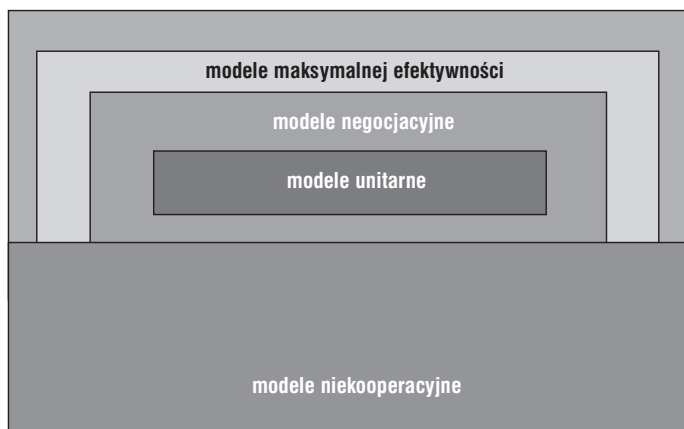 modele maksymalnej efektywności
modele negocjacyjne
modele unitarne
modele niekooperacyjne